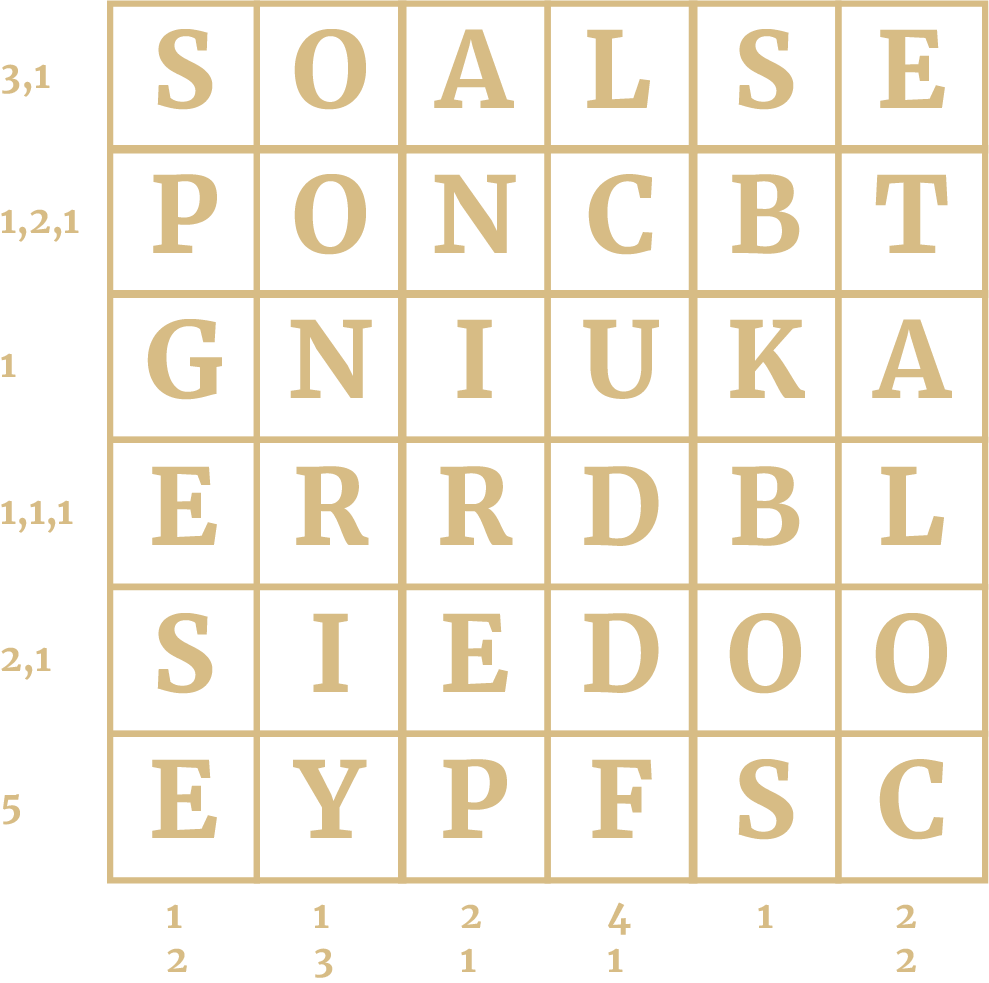 3,1 S O A L S E
1,2,1 P O N C B T
1 G N I U K A
1,1,1 E R R D B L
2,1 S I E D O O
5 E Y P F S C
1 1 2 4 1 2
2 3 1 1 2